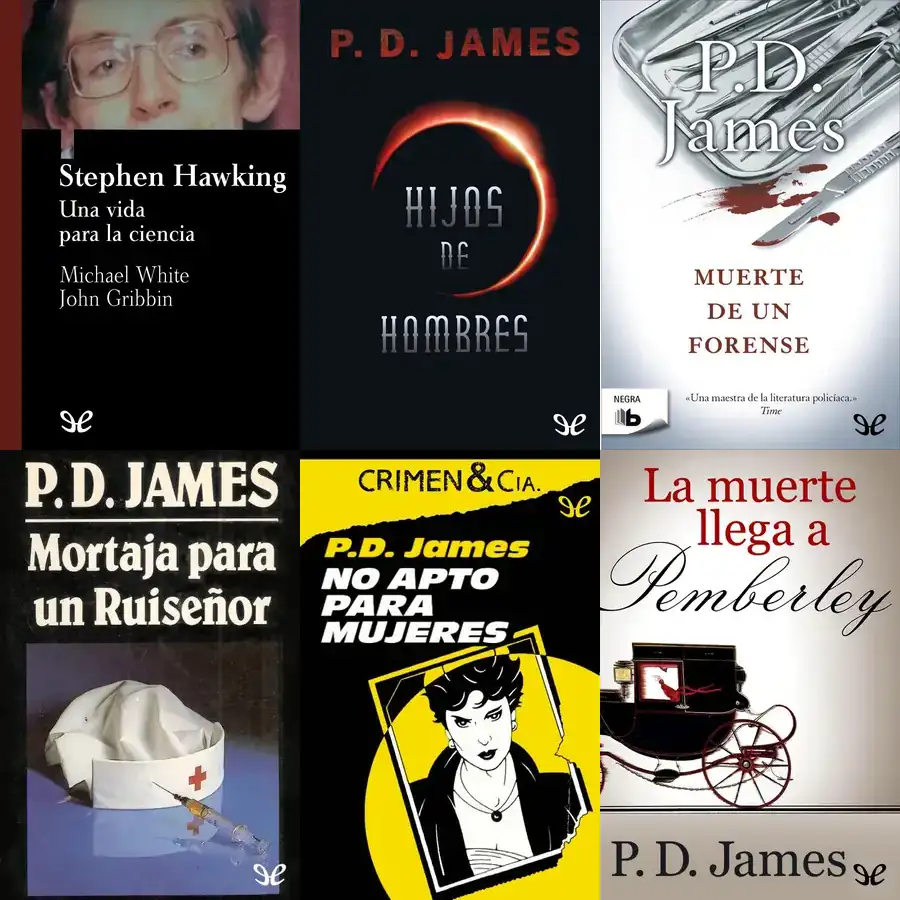 Stephen Hawking
Una vida
para la ciencia
Michael White
John Gribbin
P. D. JAMES
HIJOS
DE
HOMBRES
P.D.
James
MUERTE
DE UN
FORENSE
NEGRA
b
«Una maestra de la literatura policíaca.»
Time
P. D. JAMES
Mortaja para
un Ruiseñor
CRIMEN & CIA.
P.D. James
NO APTO
PARA
MUJERES
La muerte
llega a
Pemberley
P. D. James